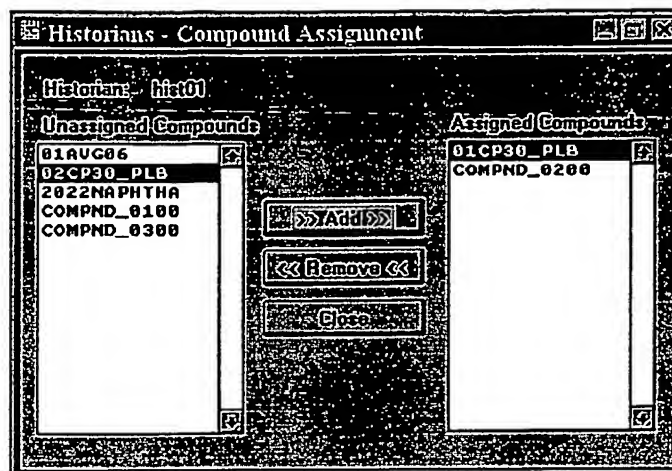 Historians - Compound Assignment
Historian: hist01
Unassigned Compounds
01AVG06
02CP30_PLB
2022NAPHTHA
COMPND_0100
COMPND_0300
>> Add >>
<< Remove <<
Close
Assigned Compounds
01CP30_PLB
COMPND_0200